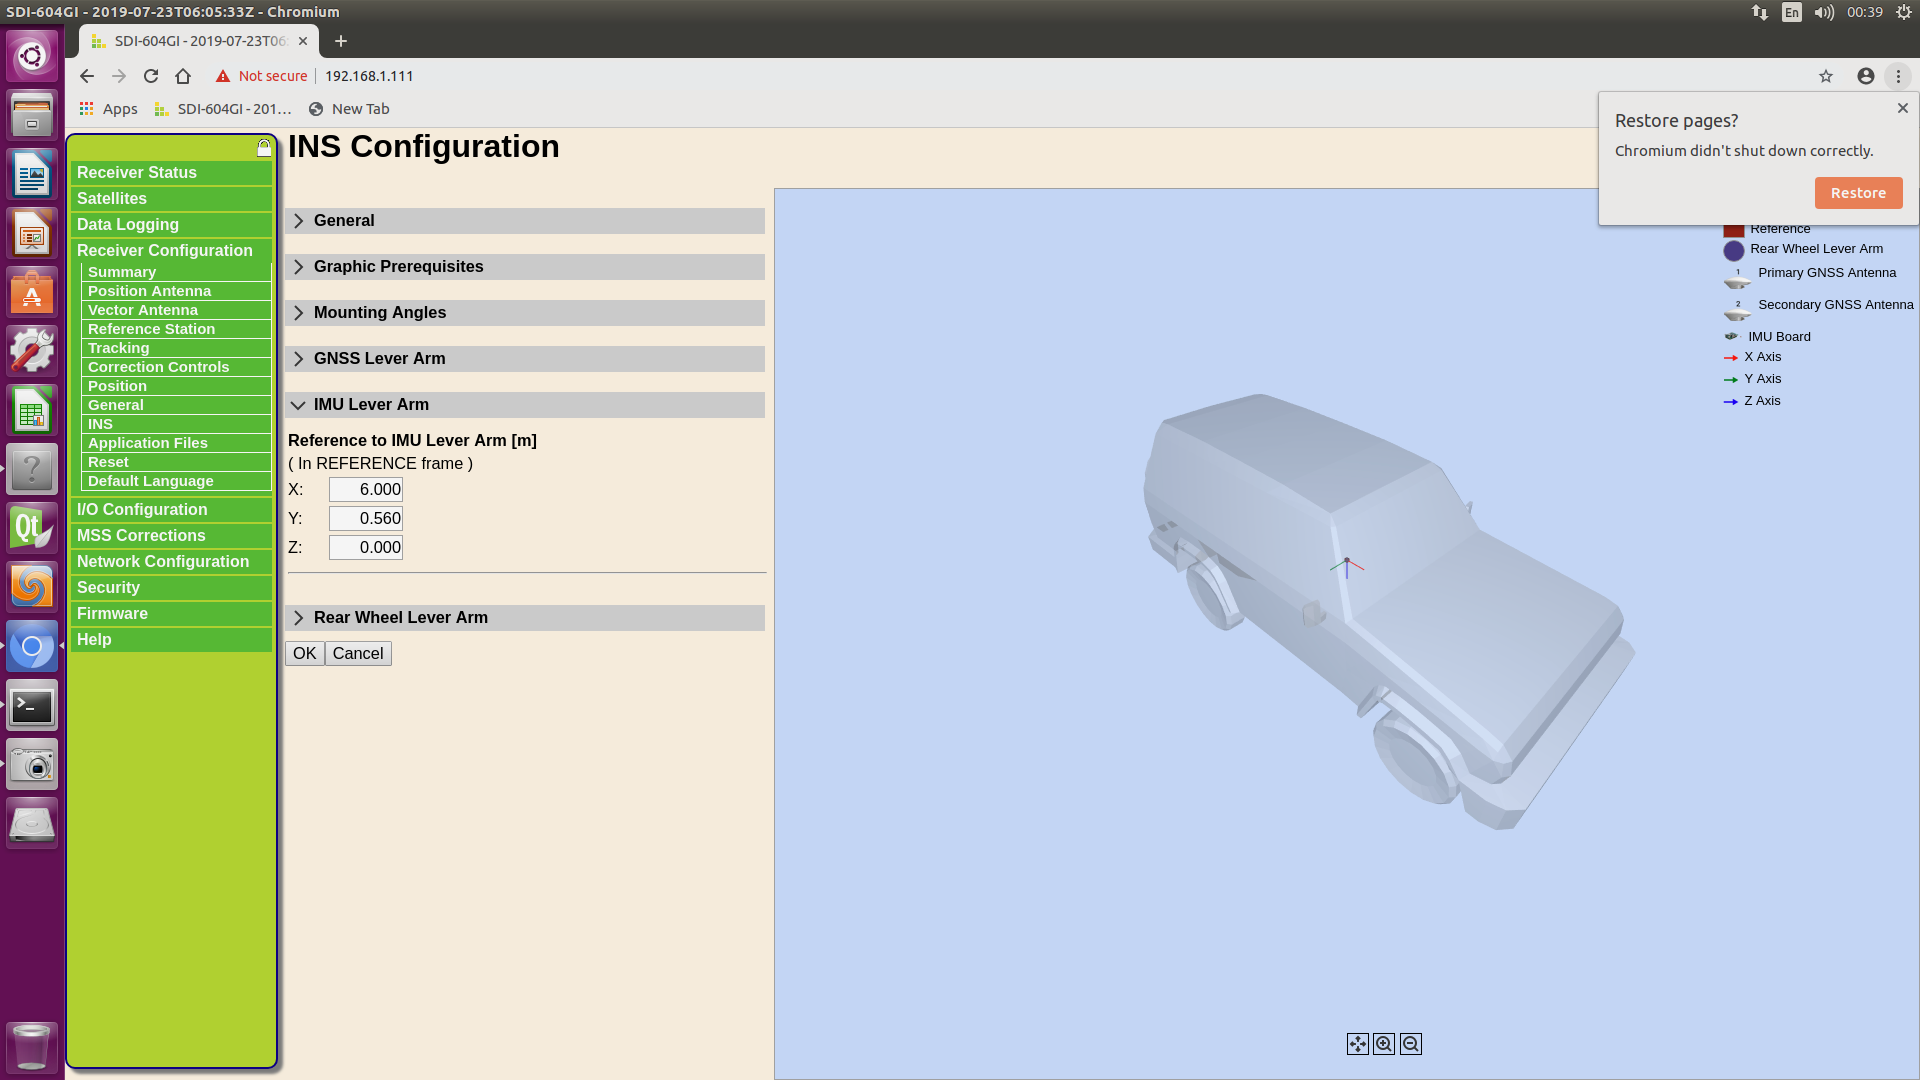 SDI-604GI - 2019-07-23T06:05:33Z - Chromium
En
00:39
SDI-604GI - 2019-07-23T06:
Not secure
192.168.1.111
Apps
SDI-604GI - 201...
New Tab
Restore pages?
Chromium didn't shut down correctly.
Restore
Receiver Status
Satellites
Data Logging
Receiver Configuration
Summary
Position Antenna
Vector Antenna
Reference Station
Tracking
Correction Controls
Position
General
INS
Application Files
Reset
Default Language
I/O Configuration
MSS Corrections
Network Configuration
Security
Firmware
Help
INS Configuration
General
Graphic Prerequisites
Mounting Angles
GNSS Lever Arm
IMU Lever Arm
Reference to IMU Lever Arm [m]
( In REFERENCE frame )
X: 6.000
Y: 0.560
Z: 0.000
Rear Wheel Lever Arm
OK Cancel
Reference
Rear Wheel Lever Arm
1 Primary GNSS Antenna
2 Secondary GNSS Antenna
IMU Board
X Axis
Y Axis
Z Axis
Qt